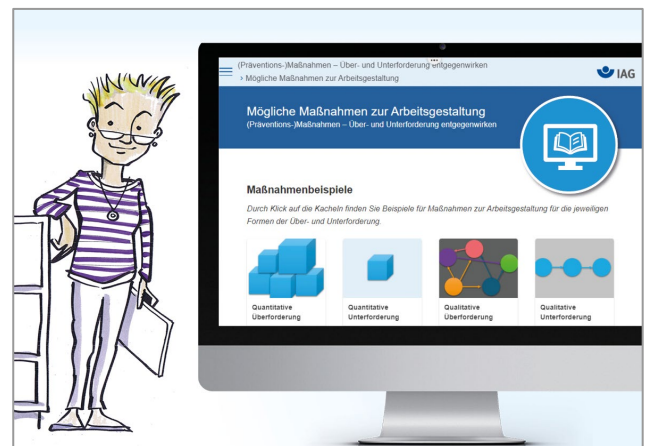 (Präventions-)Maßnahmen – Über- und Unterforderung entgegenwirken
> Mögliche Maßnahmen zur Arbeitsgestaltung
IAG
Mögliche Maßnahmen zur Arbeitsgestaltung
(Präventions-)Maßnahmen – Über- und Unterforderung entgegenwirken
Maßnahmenbeispiele
Durch Klick auf die Kacheln finden Sie Beispiele für Maßnahmen zur Arbeitsgestaltung für die jeweiligen
Formen der Über- und Unterforderung.
Quantitative
Überforderung
Quantitative
Unterforderung
Qualitative
Überforderung
Qualitative
Unterforderung